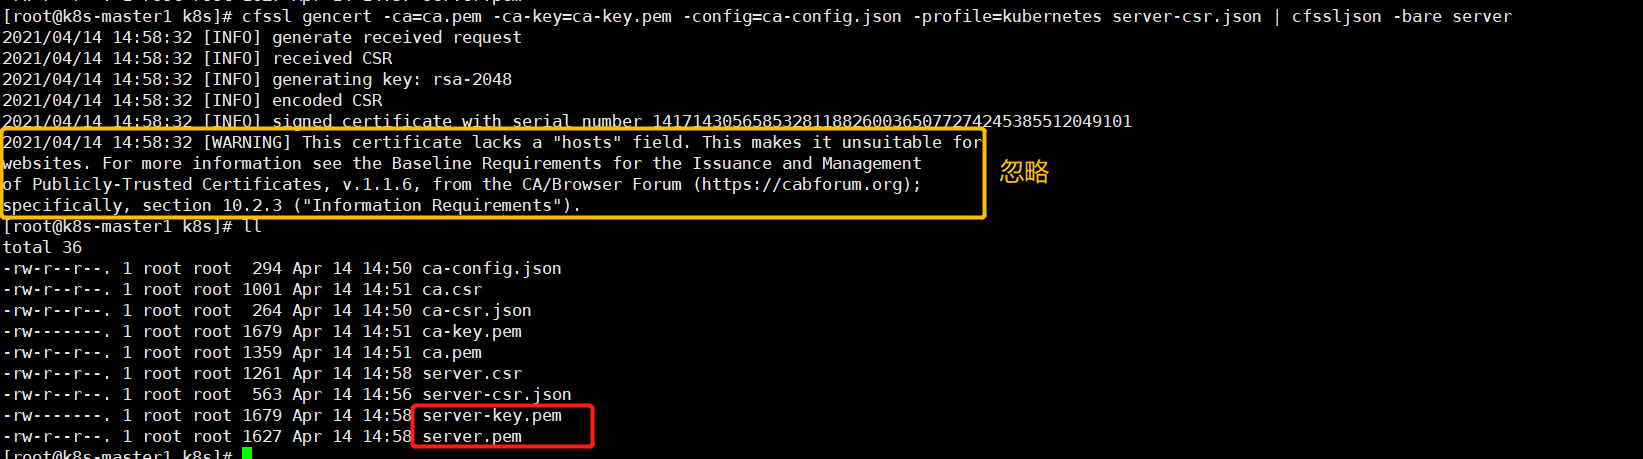 [root@k8s-master1 k8s]# cfssl gencert -ca=ca.pem -ca-key=ca-key.pem -config=ca-config.json -profile=kubernetes server-csr.json | cfssljson -bare server
2021/04/14 14:58:32 [INFO] generate received request
2021/04/14 14:58:32 [INFO] received CSR
2021/04/14 14:58:32 [INFO] generating key: rsa-2048
2021/04/14 14:58:32 [INFO] encoded CSR
2021/04/14 14:58:32 [INFO] signed certificate with serial number 141714305658532811882600365077274245385512049101
2021/04/14 14:58:32 [WARNING] This certificate lacks a "hosts" field. This makes it unsuitable for
websites. For more information see the Baseline Requirements for the Issuance and Management
忽略
of Publicly-Trusted Certificates, v.1.1.6, from the CA/Browser Forum (https://cabforum.org);
specifically, section 10.2.3 ("Information Requirements").
[root@k8s-master1 k8s]# ll
total 36
-rw-r--r--. 1 root root  294 Apr 14 14:50 ca-config.json
-rw-r--r--. 1 root root 1001 Apr 14 14:51 ca.csr
-rw-r--r--. 1 root root  264 Apr 14 14:50 ca-csr.json
-rw-------. 1 root root 1679 Apr 14 14:51 ca-key.pem
-rw-r--r--. 1 root root 1359 Apr 14 14:51 ca.pem
-rw-r--r--. 1 root root 1261 Apr 14 14:58 server.csr
-rw-r--r--. 1 root root  563 Apr 14 14:56 server-csr.json
-rw-------. 1 root root 1679 Apr 14 14:58 server-key.pem
-rw-r--r--. 1 root root 1627 Apr 14 14:58 server.pem
[root@k8s-master1 k8s]#